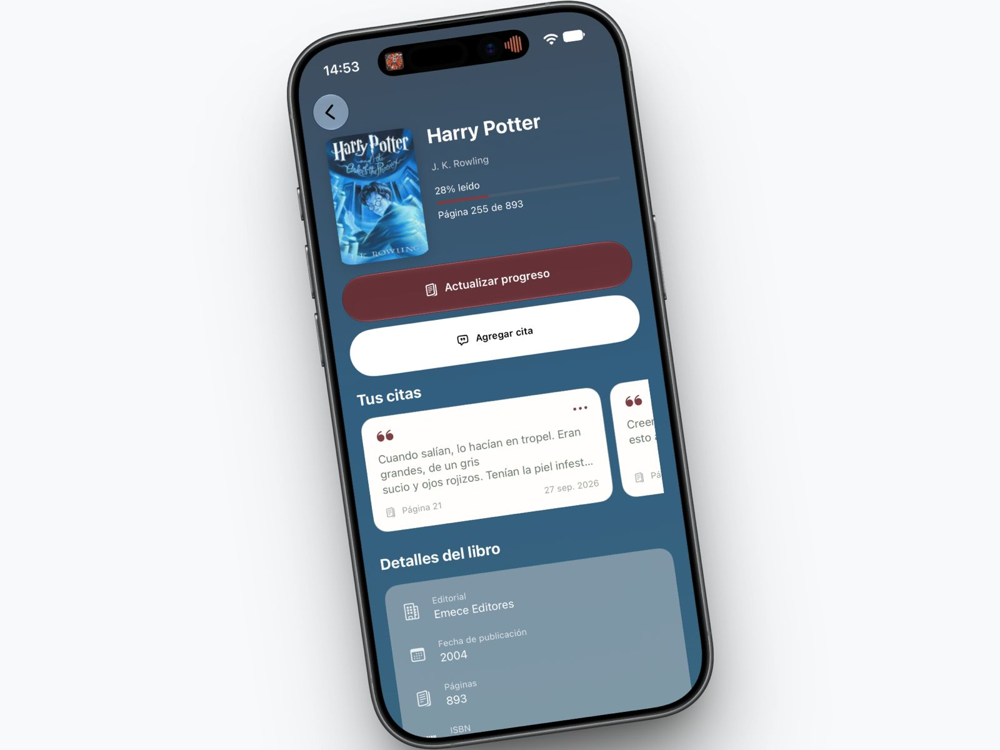 14:53
Harry Potter
and the
Order of the Phoenix
J. K. ROWLING
Harry Potter
J. K. Rowling
28% leído
Página 255 de 893
Actualizar progreso
Agregar cita
Tus citas
Cuando salían, lo hacían en tropel. Eran
grandes, de un gris
sucio y ojos rojizos. Tenían la piel infest...
Página 21
27 sep. 2026
Creer
esto
Pá
Detalles del libro
Editorial
Emece Editores
Fecha de publicación
2004
Páginas
893
ISBN